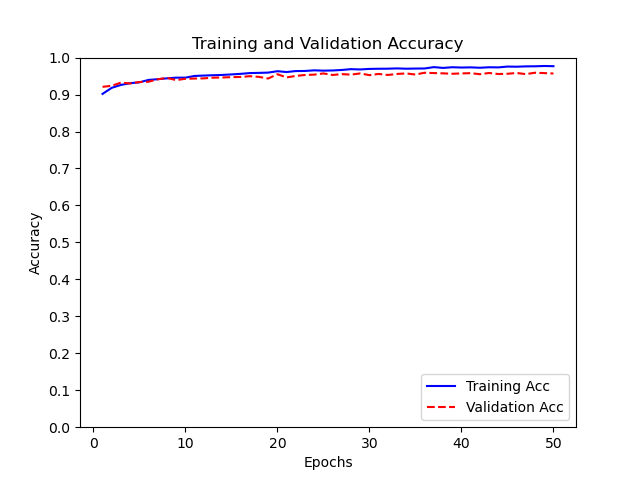 Training and Validation Accuracy
1.0
0.9
0.8
0.7
0.6
0.5
0.4
0.3
0.2
0.1
0.0
Accuracy
0 10 20 30 40 50
Epochs
Training Acc
Validation Acc